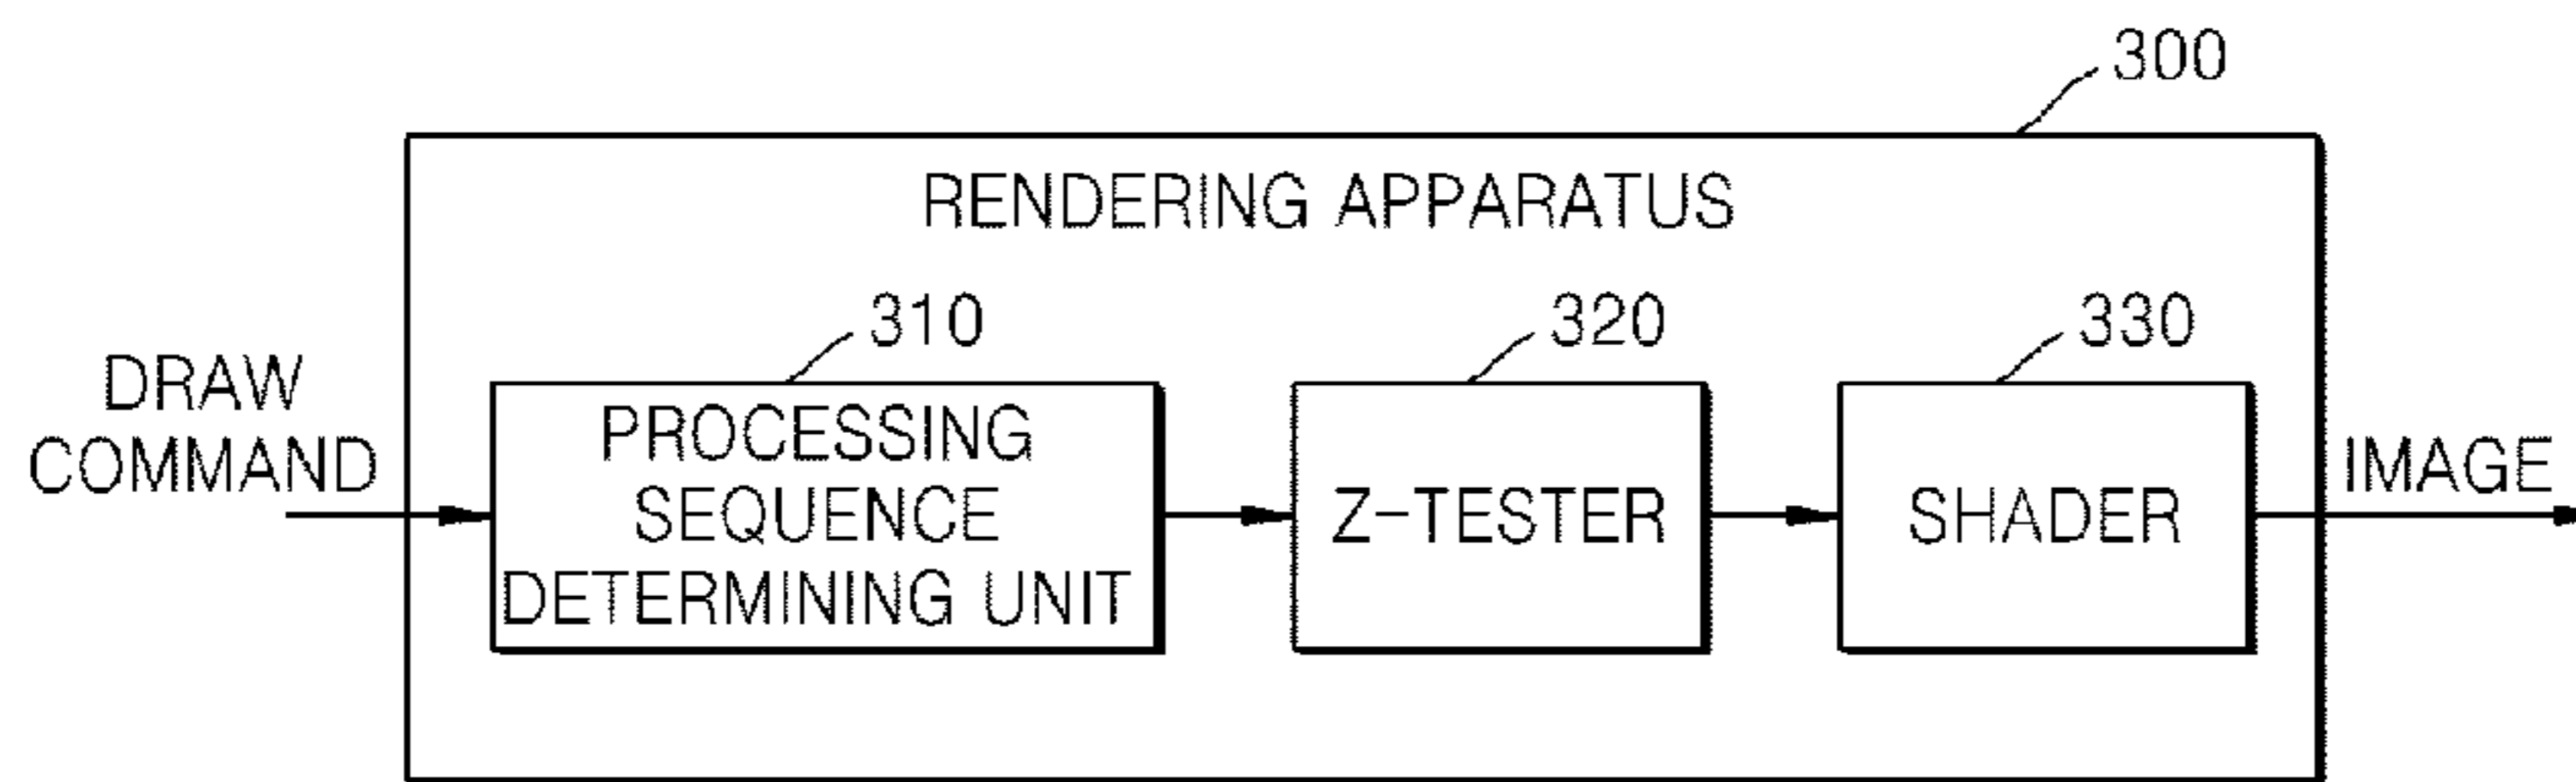 300
RENDERING APPARATUS
310
320
330
DRAW
COMMAND
PROCESSING
SEQUENCE
DETERMINING UNIT
Z-TESTER
SHADER
IMAGE